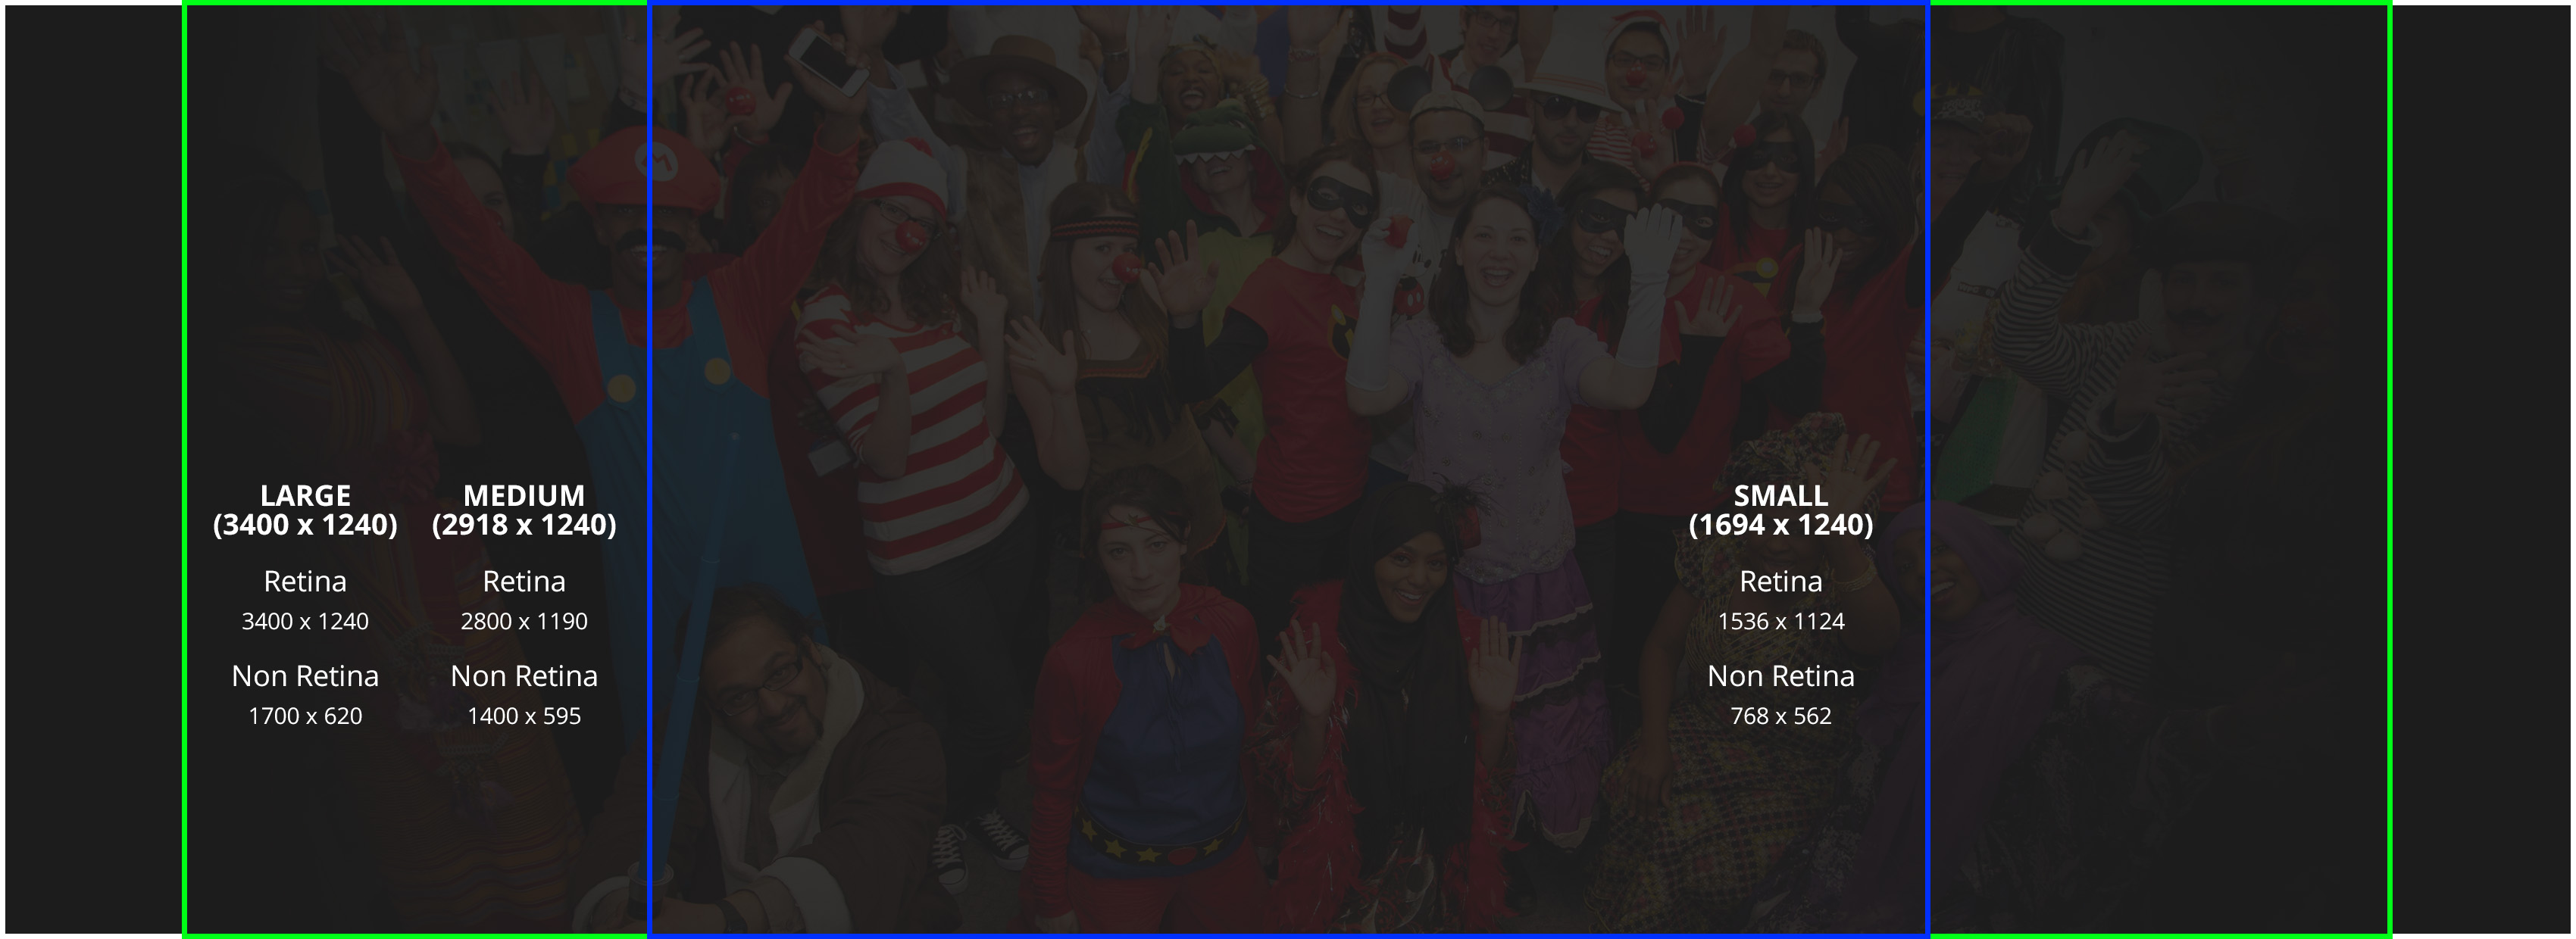 LARGE
(3400 x 1240)
Retina
3400 x 1240
Non Retina
1700 x 620
MEDIUM
(2918 x 1240)
Retina
2800 x 1190
Non Retina
1400 x 595
SMALL
(1694 x 1240)
Retina
1536 x 1124
Non Retina
768 x 562
M